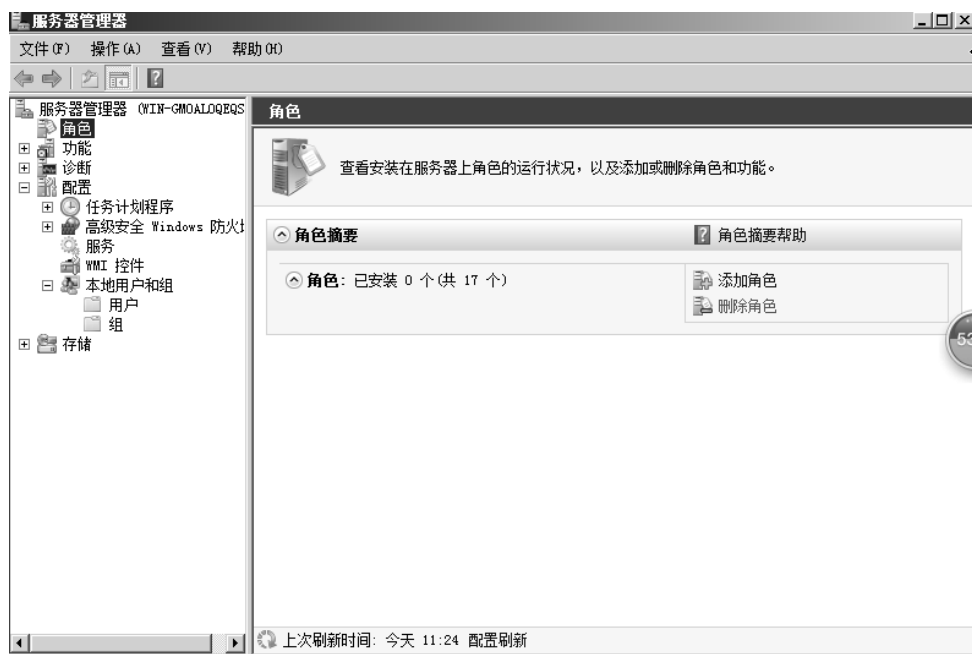 服务器管理器
文件(F) 操作(A) 查看(V) 帮助(H)
服务器管理器 (WIN-GMOALOQEQS
角色
功能
诊断
配置
任务计划程序
高级安全 Windows 防火
服务
WMI 控件
本地用户和组
用户
组
存储
角色
查看安装在服务器上角色的运行状况，以及添加或删除角色和功能。
角色摘要
角色摘要帮助
角色：已安装 0 个(共 17 个)
添加角色
删除角色
53
上次刷新时间: 今天 11:24 配置刷新